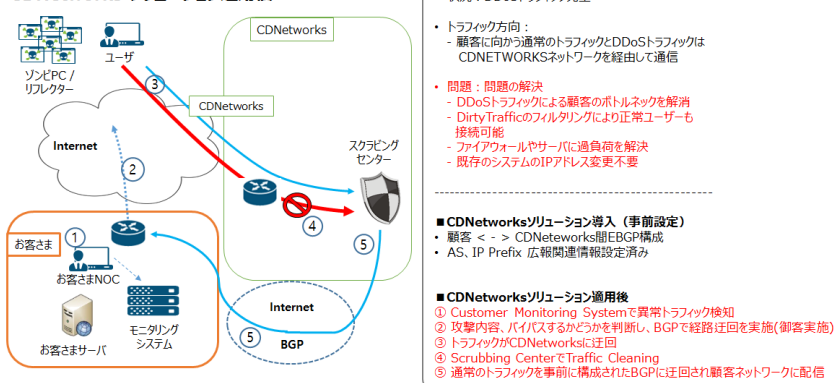 CDNetworks
ゾンビPC /
リフレクター
ユーザ
③
CDNetworks
Internet
②
スクラビング
センター
④
お客さま
①
お客さまNOC
⑤
お客さまサーバ
モニタリング
システム
Internet
⑤
BGP
• トラフィック方向 :
- 顧客に向かう通常のトラフィックとDDoSトラフィックは
CDNETWORKSネットワークを経由して通信
• 問題 : 問題の解決
- DDoSトラフィックによる顧客のボトルネックを解消
- DirtyTrafficのフィルタリングにより正常ユーザーも
接続可能
- ファイアウォールやサーバに過負荷を解決
- 既存のシステムのIPアドレス変更不要
--------------------------------------------------------
■CDNetworksソリューション導入（事前設定）
• 顧客 < - > CDNeteworks間EBGP構成
• AS、IP Prefix 広報関連情報設定済み
■CDNetworksソリューション適用後
① Customer Monitoring Systemで異常トラフィック検知
② 攻撃内容、バイパスするかどうかを判断し、BGPで経路迂回を実施(御客実施)
③ トラフィックがCDNetworksに迂回
④ Scrubbing CenterでTraffic Cleaning
⑤ 通常のトラフィックを事前に構成されたBGPに迂回され顧客ネットワークに配信